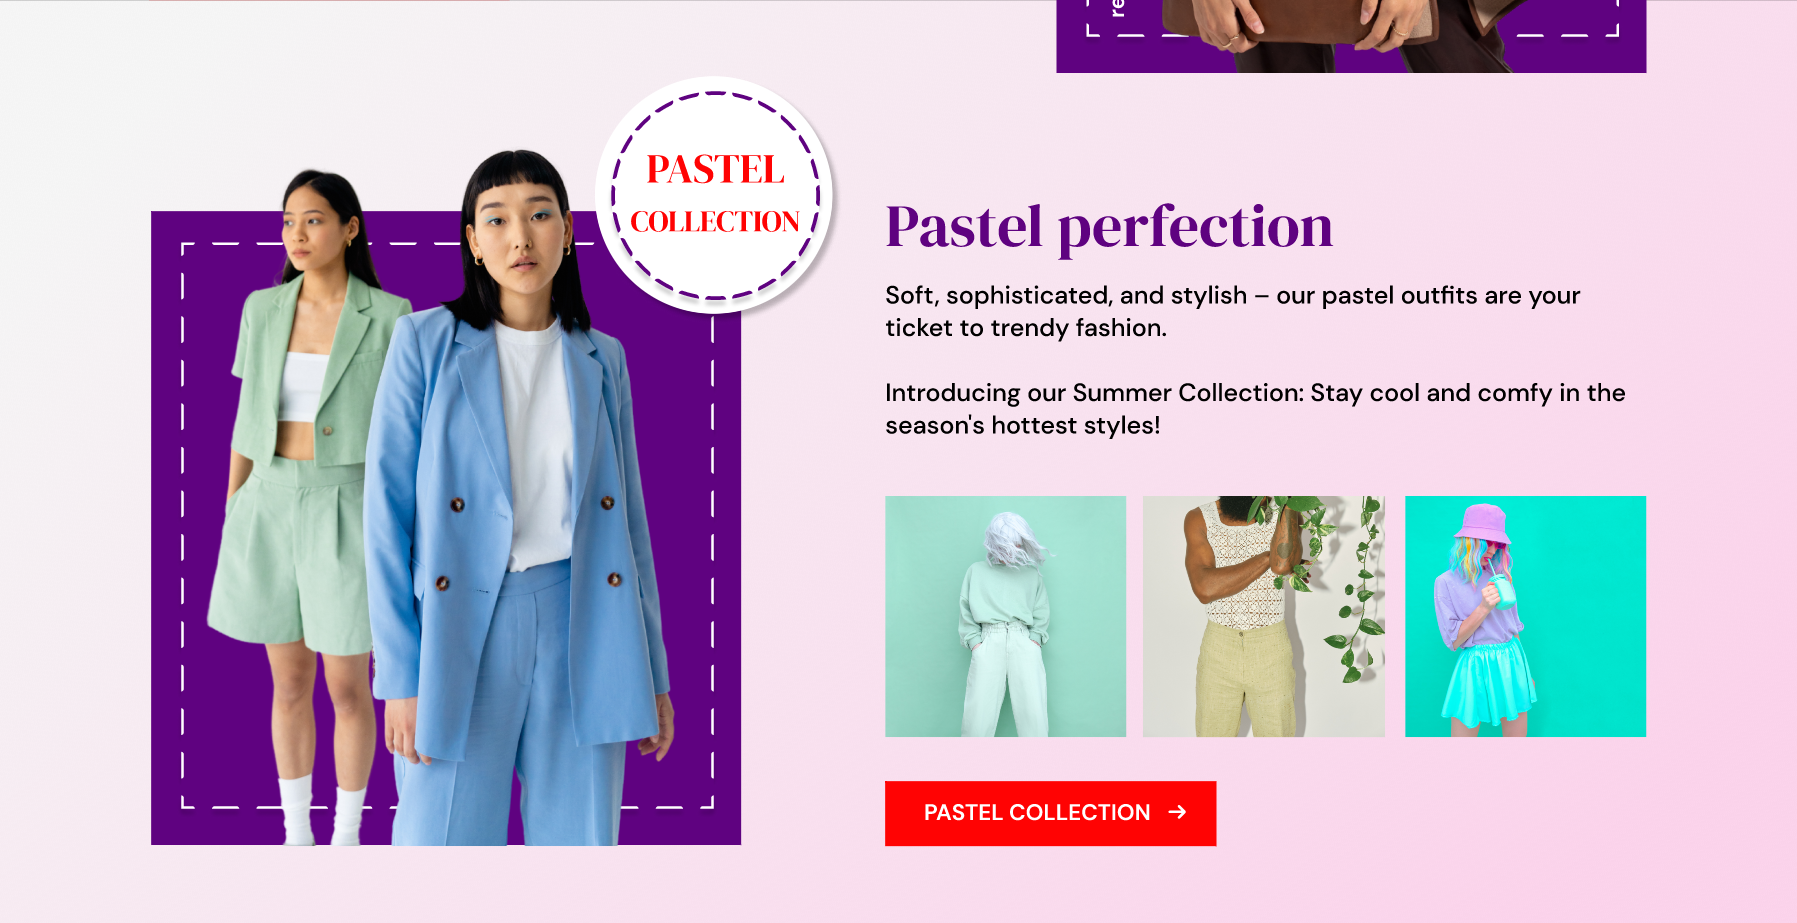 re
PASTEL
COLLECTION
Pastel perfection
Soft, sophisticated, and stylish – our pastel outfits are your
ticket to trendy fashion.
Introducing our Summer Collection: Stay cool and comfy in the
season's hottest styles!
PASTEL COLLECTION →